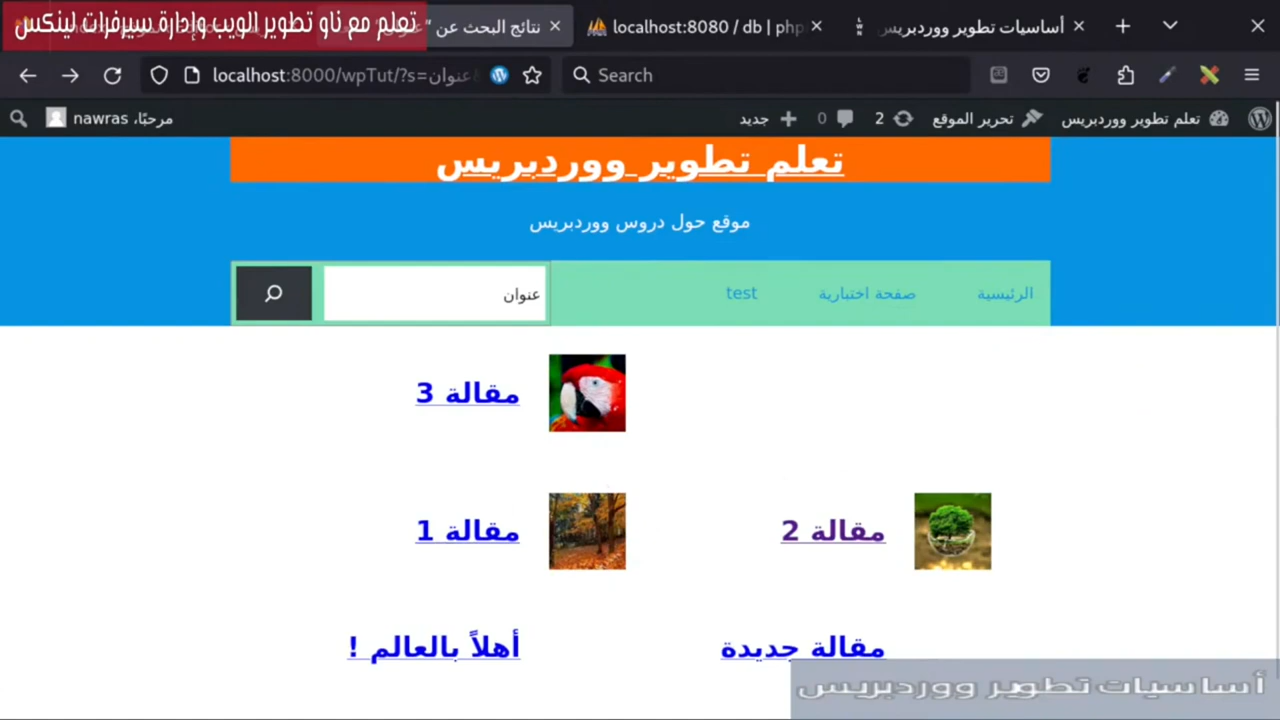 تعلم مع ناو تطوير الويب وإدارة سيرفرات لينكس
نتائج البحث عن "عنوان"
localhost:8080 / db | php
أساسيات تطوير ووردبريس
localhost:8000/wpTut/?s=عنوان&
Search
مرحبًا، nawras
جديد
0
2
تحرير الموقع
تعلم تطوير ووردبريس
تعلم تطوير ووردبريس
موقع حول دروس ووردبريس
الرئيسية
صفحة اختبارية
test
عنوان
مقالة 3
مقالة 2
مقالة 1
مقالة جديدة
أهلاً بالعالم !
أساسيات تطوير ووردبريس